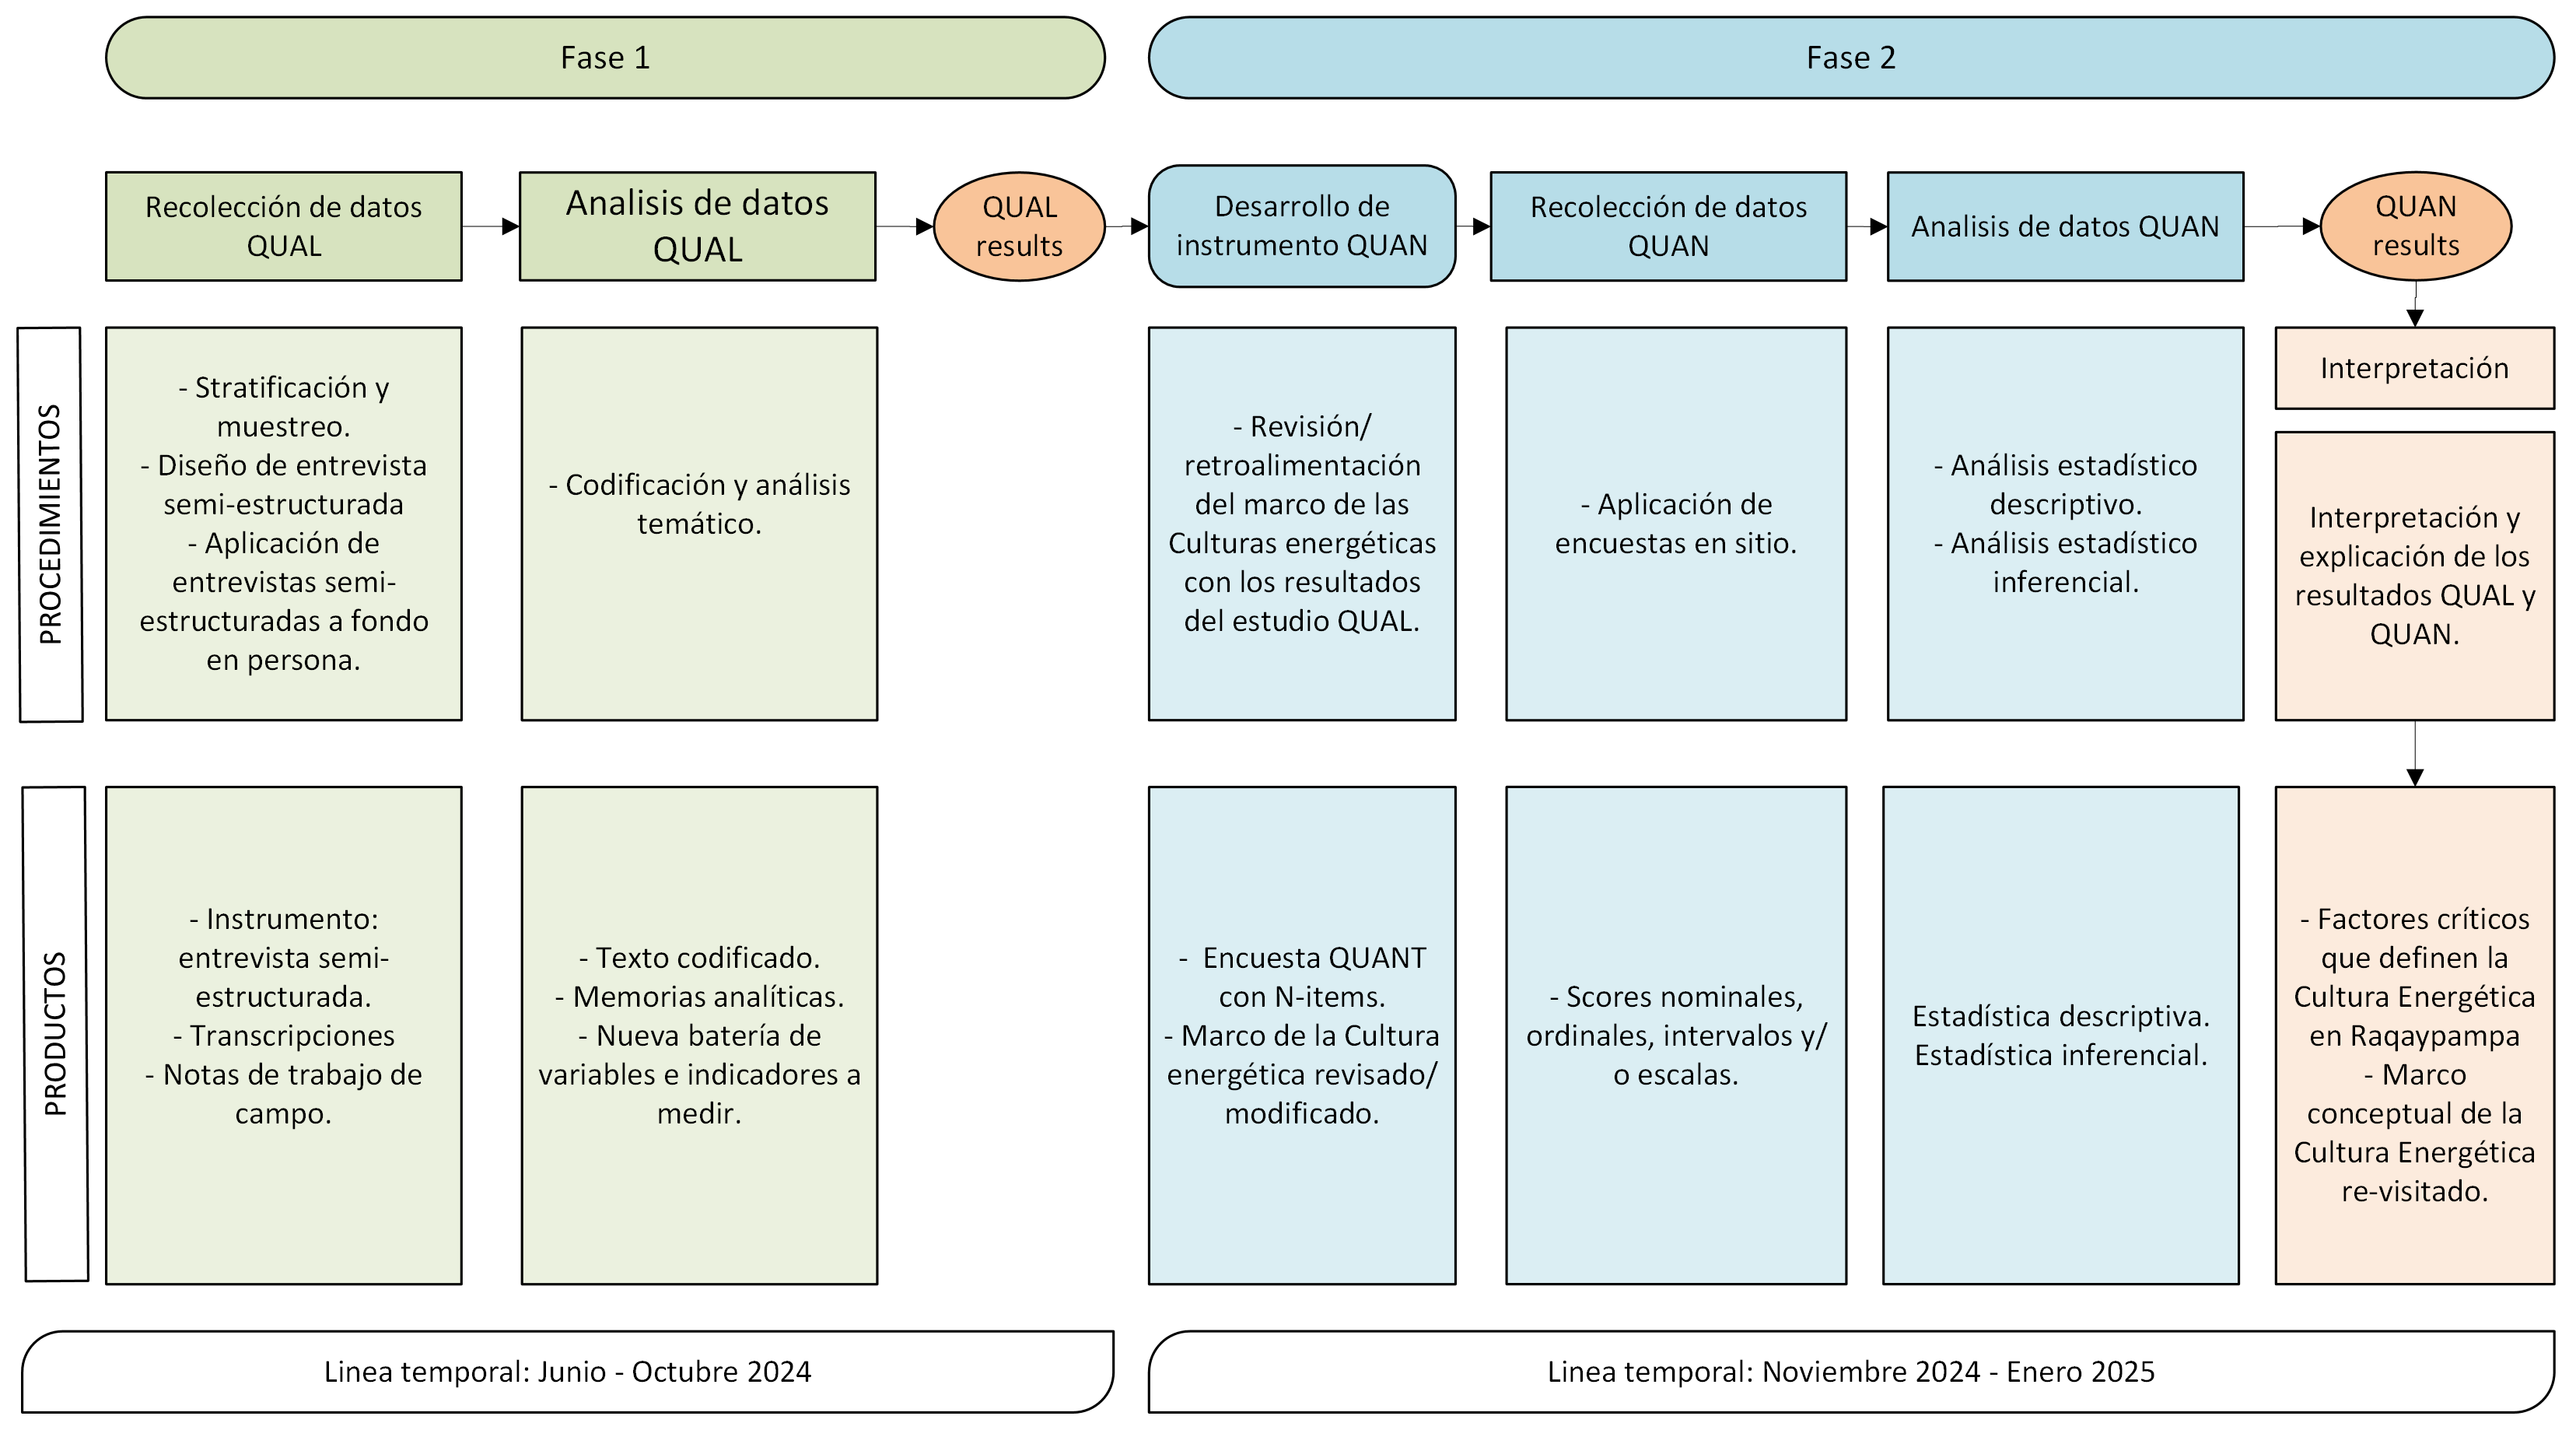 Fase 1
Fase 2
Recolección de datos
QUAL
Analisis de datos
QUAL
QUAL
results
Desarrollo de
instrumento QUAN
Recolección de datos
QUAN
Analisis de datos QUAN
QUAN
results
PROCEDIMIENTOS
- Stratificación y
muestreo.
- Diseño de entrevista
semi-estructurada
- Aplicación de
entrevistas semi-
estructuradas a fondo
en persona.
- Codificación y análisis
temático.
- Revisión/
retroalimentación
del marco de las
Culturas energéticas
con los resultados
del estudio QUAL.
- Aplicación de
encuestas en sitio.
- Análisis estadístico
descriptivo.
- Análisis estadístico
inferencial.
Interpretación
Interpretación y
explicación de los
resultados QUAL y
QUAN.
PRODUCTOS
- Instrumento:
entrevista semi-
estructurada.
- Transcripciones
- Notas de trabajo de
campo.
- Texto codificado.
- Memorias analíticas.
- Nueva batería de
variables e indicadores a
medir.
- Encuesta QUANT
con N-items.
- Marco de la Cultura
energética revisado/
modificado.
- Scores nominales,
ordinales, intervalos y/
o escalas.
Estadística descriptiva.
Estadística inferencial.
- Factores críticos
que definen la
Cultura Energética
en Raqaypampa
- Marco
conceptual de la
Cultura Energética
re-visitado.
Linea temporal: Junio - Octubre 2024
Linea temporal: Noviembre 2024 - Enero 2025